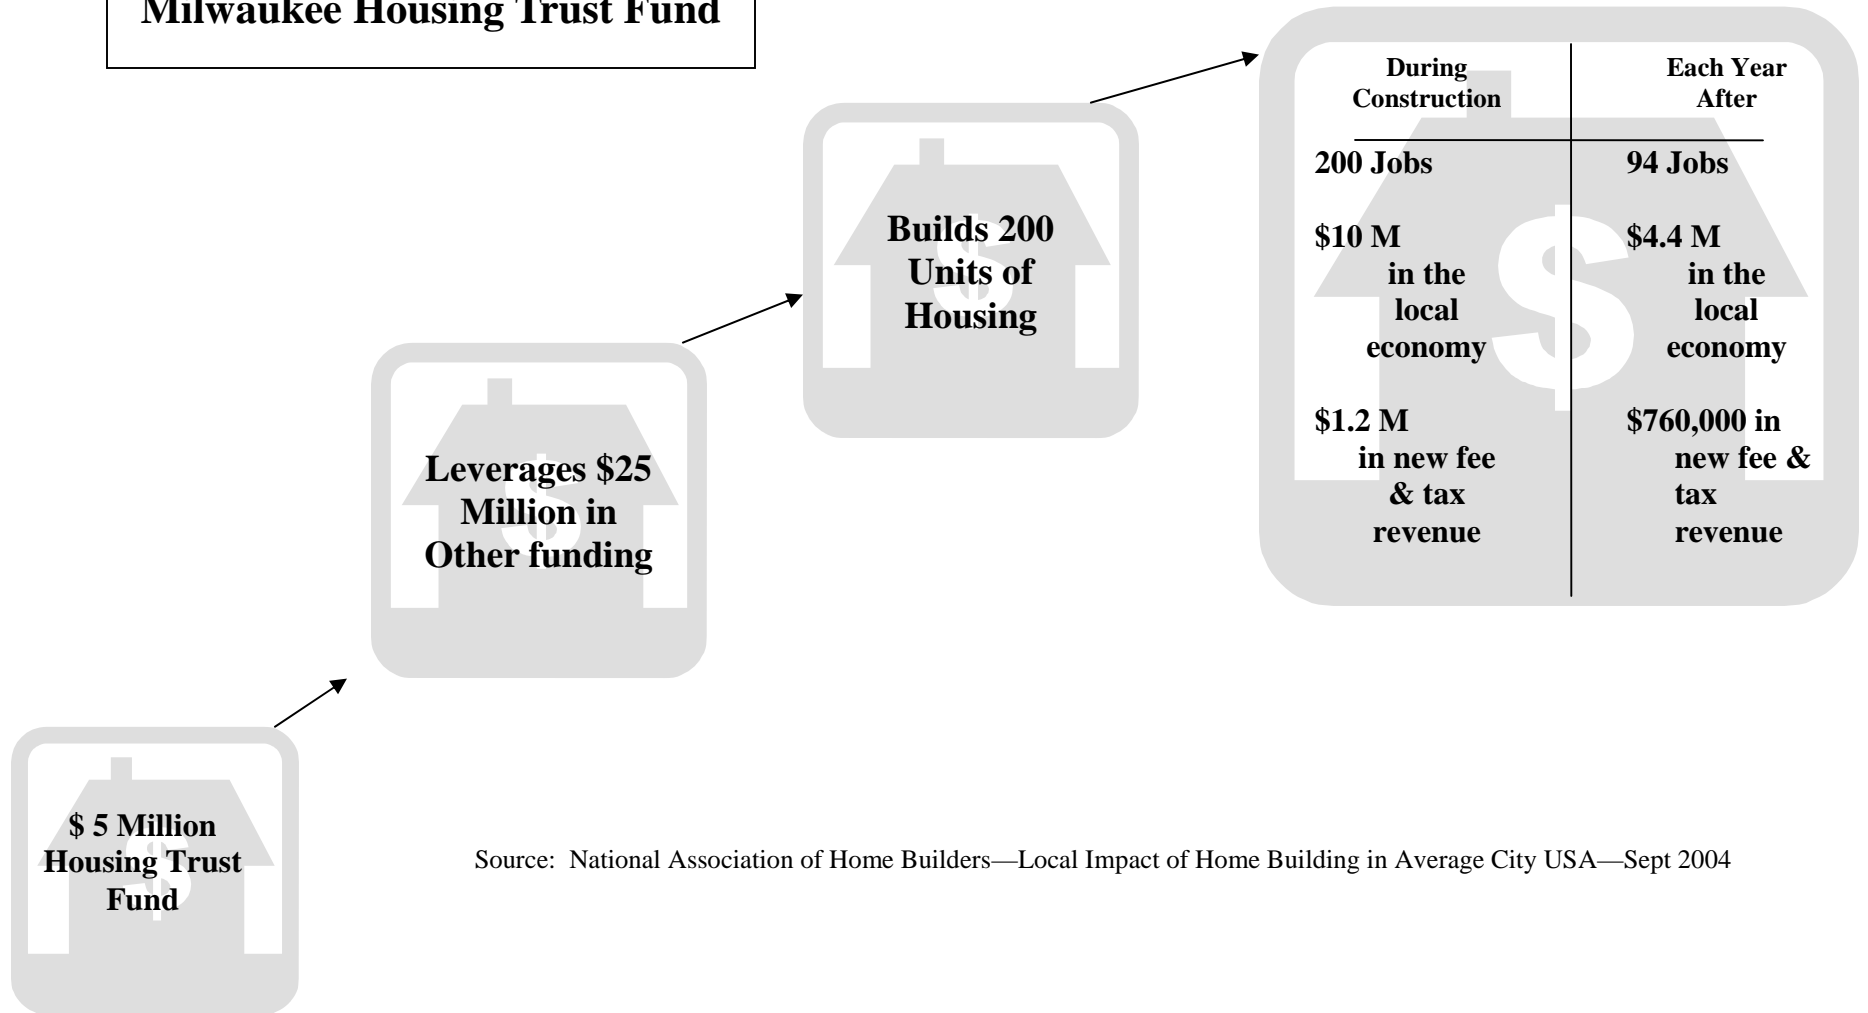 Milwaukee Housing Trust Fund
During
Construction
Each Year
After
200 Jobs
94 Jobs
$10 M
in the
local
economy
$4.4 M
in the
local
economy
$1.2 M
in new fee
& tax
revenue
$760,000 in
new fee &
tax
revenue
Builds 200
Units of
Housing
Leverages $25
Million in
Other funding
$ 5 Million
Housing Trust
Fund
Source: National Association of Home Builders—Local Impact of Home Building in Average City USA—Sept 2004